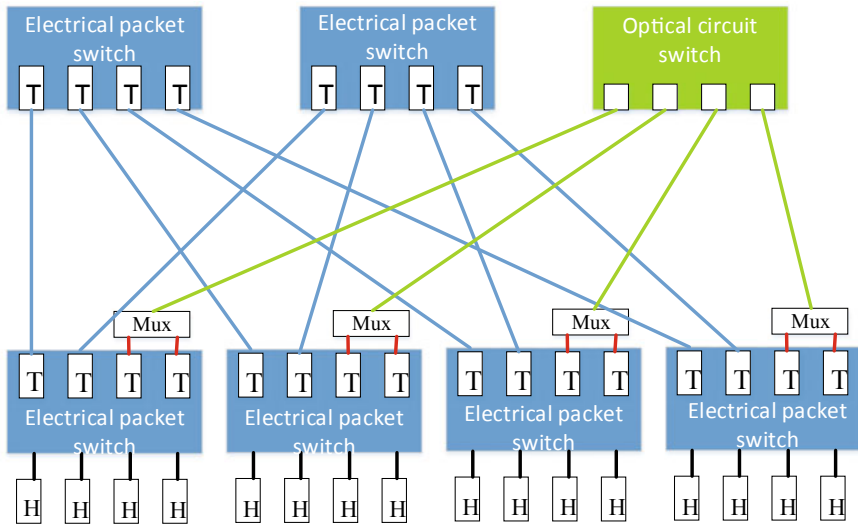 Electrical packet
switch
T T T T
Electrical packet
switch
T T T T
Optical circuit
switch
Mux
Mux
Mux
Mux
T T T T
Electrical packet
switch
T T T T
Electrical packet
switch
T T T T
Electrical packet
switch
T T T T
Electrical packet
switch
H H H H
H H H H
H H H H
H H H H